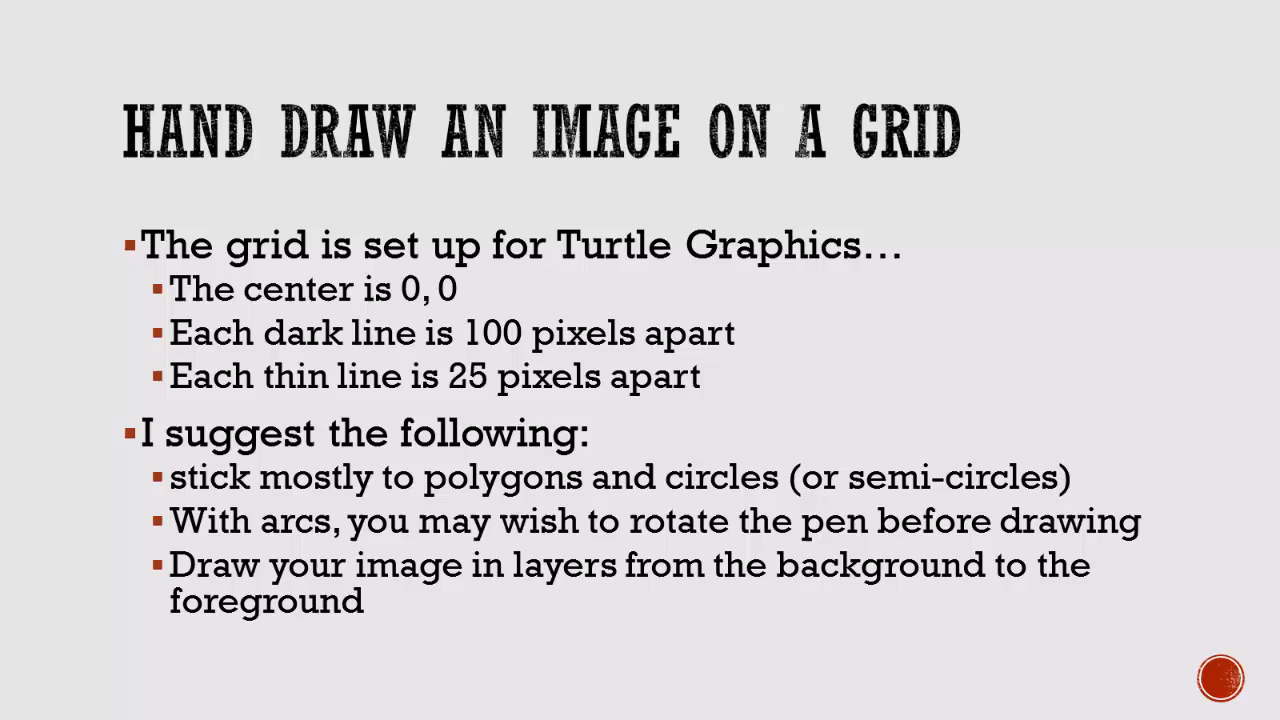 HAND DRAW AN IMAGE ON A GRID
▪The grid is set up for Turtle Graphics…
▪The center is 0, 0
▪Each dark line is 100 pixels apart
▪Each thin line is 25 pixels apart
▪I suggest the following:
▪stick mostly to polygons and circles (or semi-circles)
▪With arcs, you may wish to rotate the pen before drawing
▪Draw your image in layers from the background to the
foreground